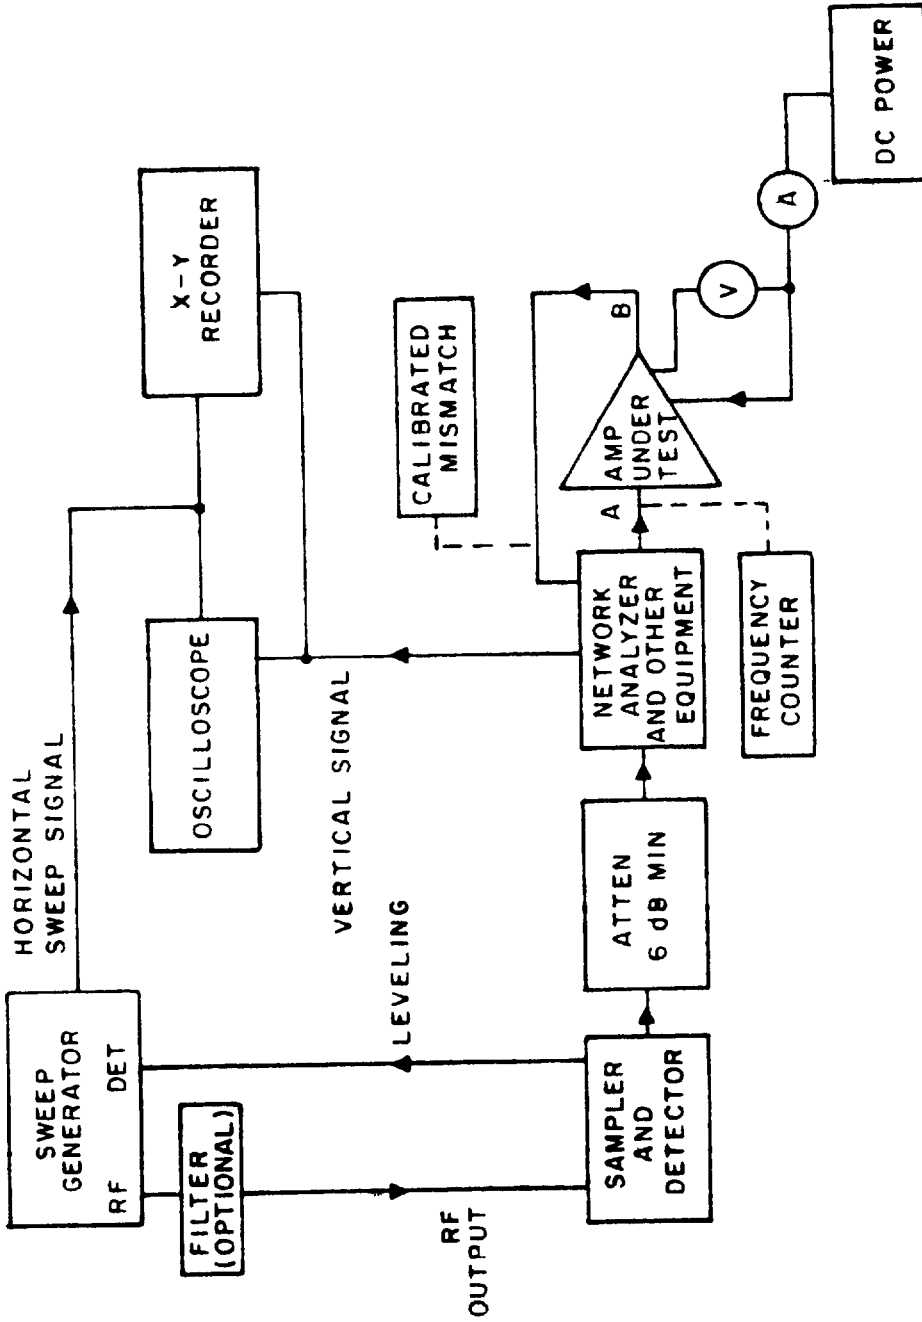 HORIZONTAL
SWEEP SIGNAL
SWEEP
GENERATOR
RF
DET
FILTER
(OPTIONAL)
RF
OUTPUT
LEVELING
VERTICAL SIGNAL
OSCILLOSCOPE
X-Y
RECORDER
SAMPLER
AND
DETECTOR
ATTEN
6 dB MIN
NETWORK
ANALYZER
AND OTHER
EQUIPMENT
CALIBRATED
MISMATCH
A
AMP
UNDER
TEST
B
FREQUENCY
COUNTER
V
A
DC POWER